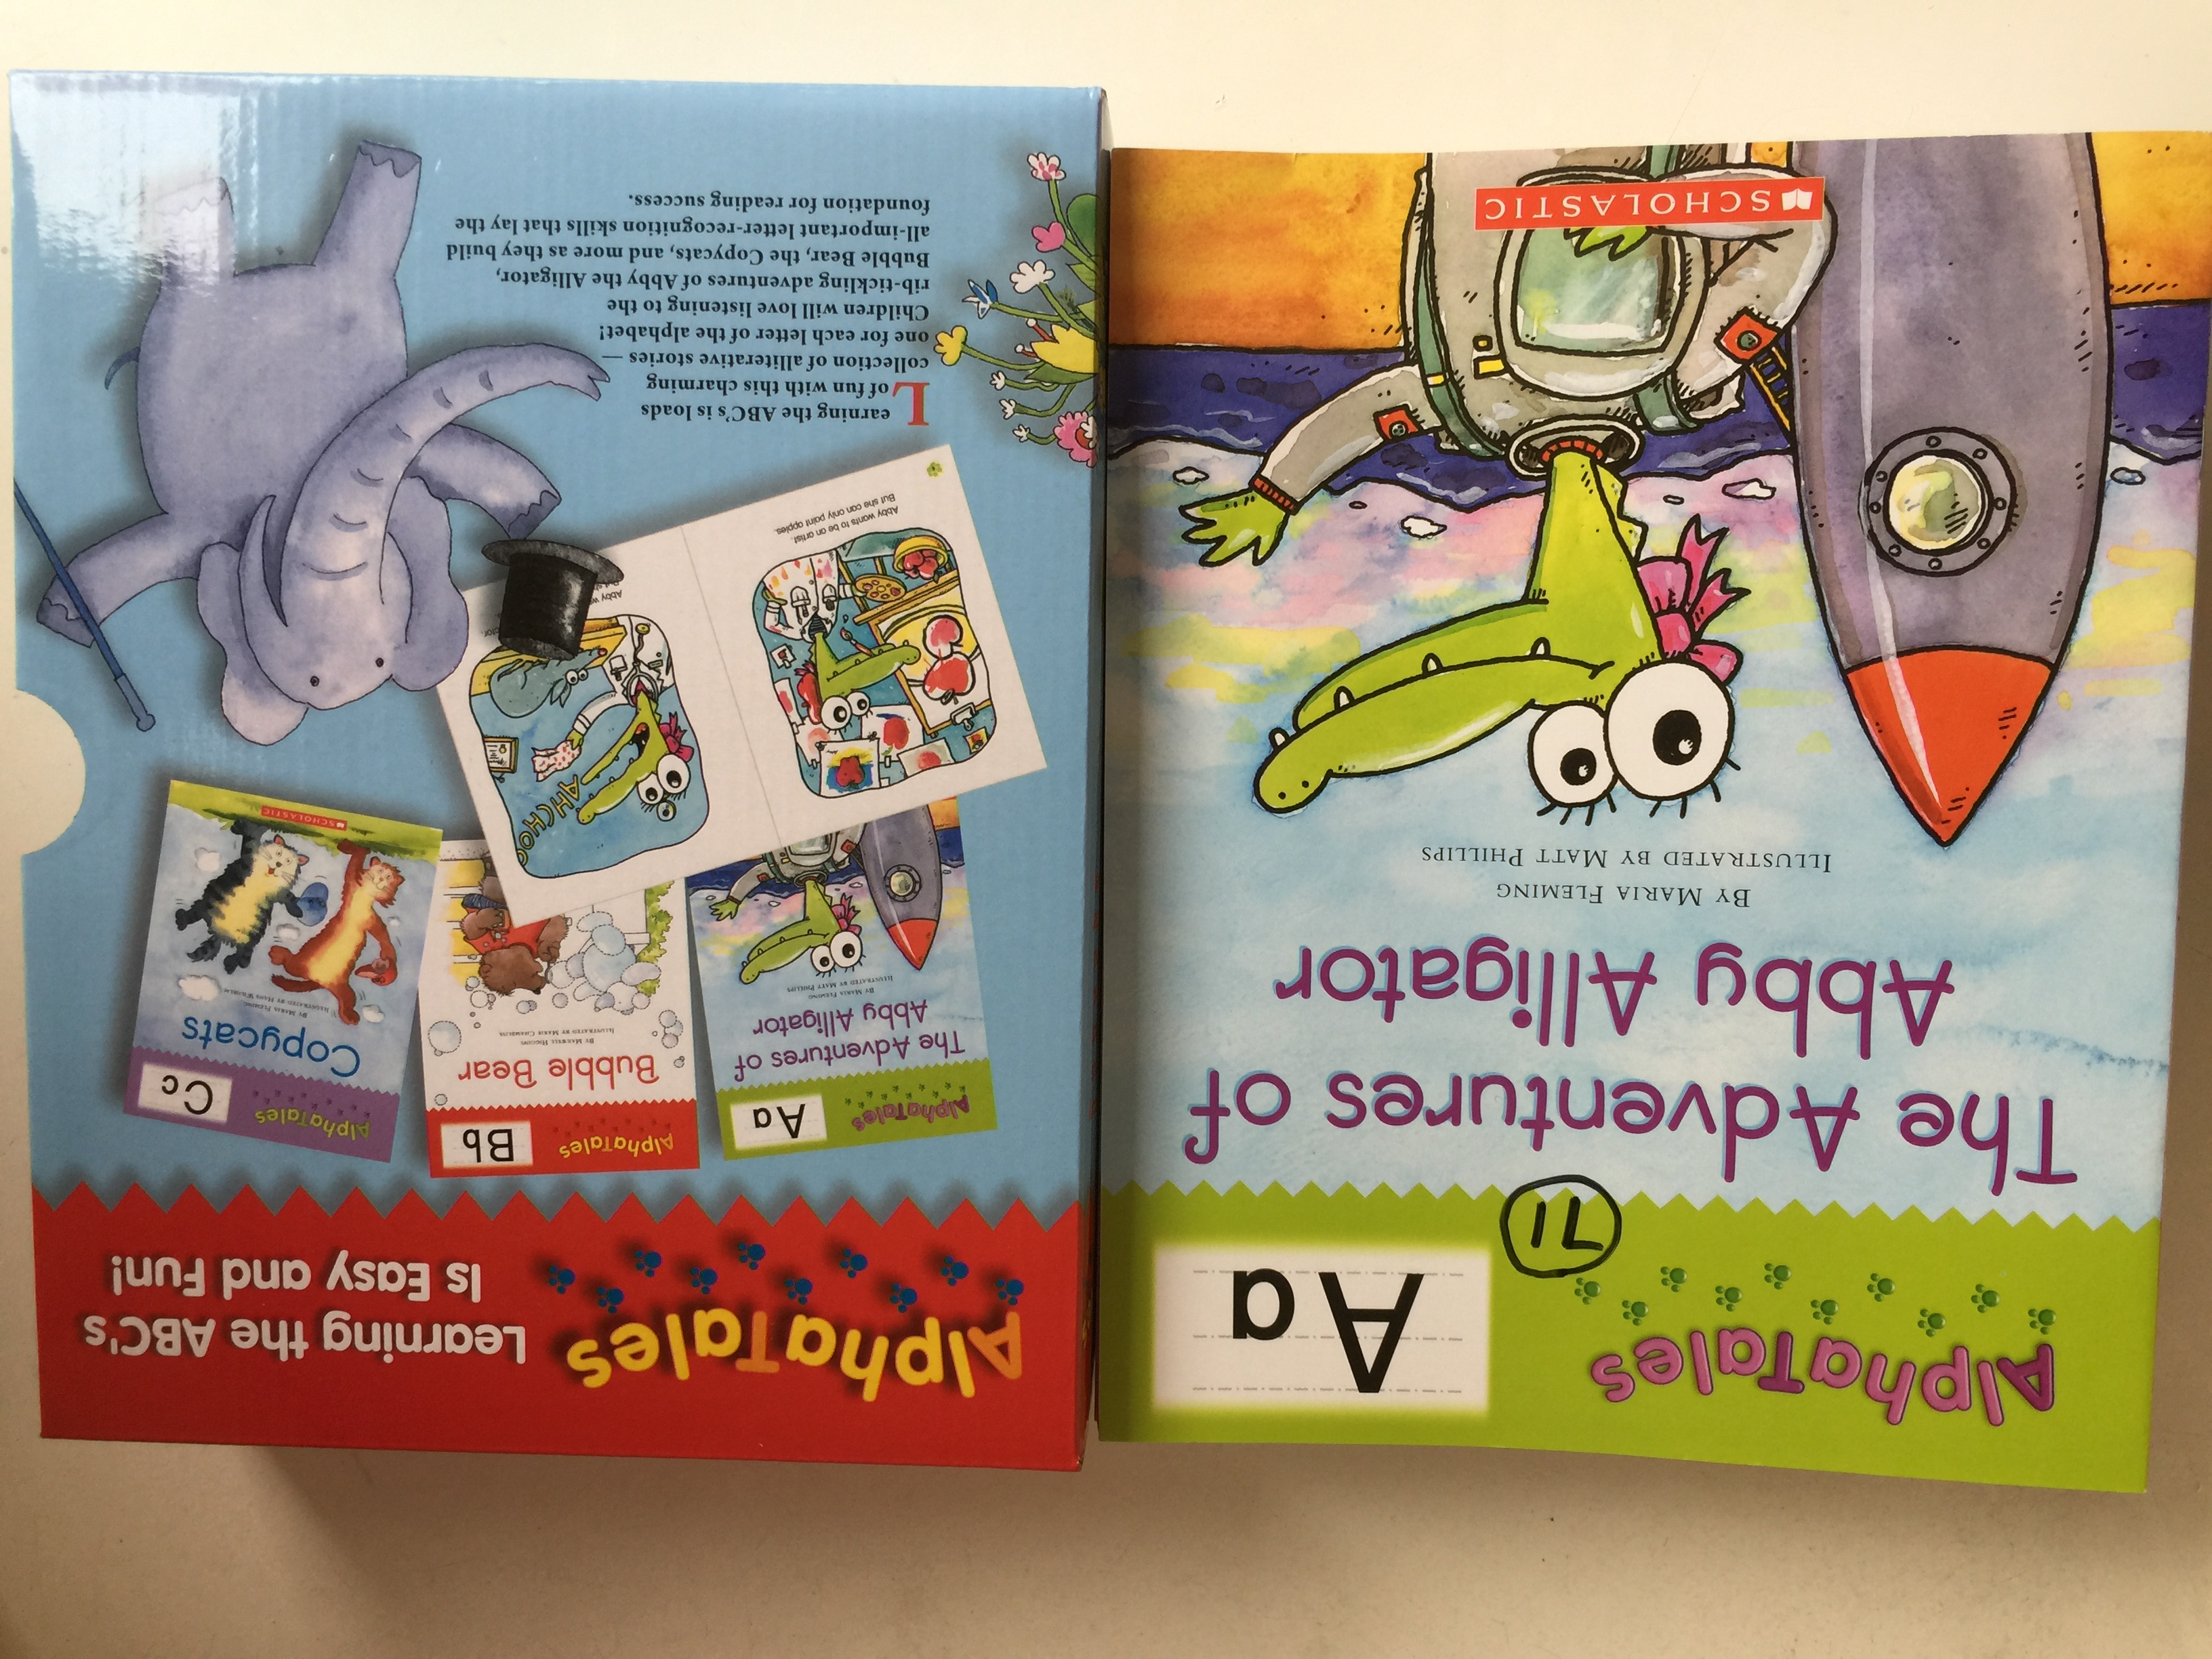 AlphaTales
Aa
71
The Adventures of
Abby Alligator
BY MARIA FLEMING
ILLUSTRATED BY MATT PHILLIPS
SCHOLASTIC
AlphaTales
Learning the ABC's
Is Easy and Fun!
AlphaTales
Aa
The Adventures of
Abby Alligator
BY MARIA FLEMING
ILLUSTRATED BY MATT PHILLIPS
AlphaTales
Bb
Bubble Bear
BY MAXWELL HIGGINS
ILLUSTRATED BY MARIE CHAMBLISS
AlphaTales
Cc
Copycats
BY MARIA FLEMING
ILLUSTRATED BY HANS WILHELM
SCHOLASTIC
AHCHOO
Abby wants to be an artist.
But she can only paint apples.
Abby
Learning the ABC's is loads
of fun with this charming
collection of alliterative stories —
one for each letter of the alphabet!
Children will love listening to the
rib-tickling adventures of Abby the Alligator,
Bubble Bear, the Copycats, and more as they build
all-important letter-recognition skills that lay the
foundation for reading success.